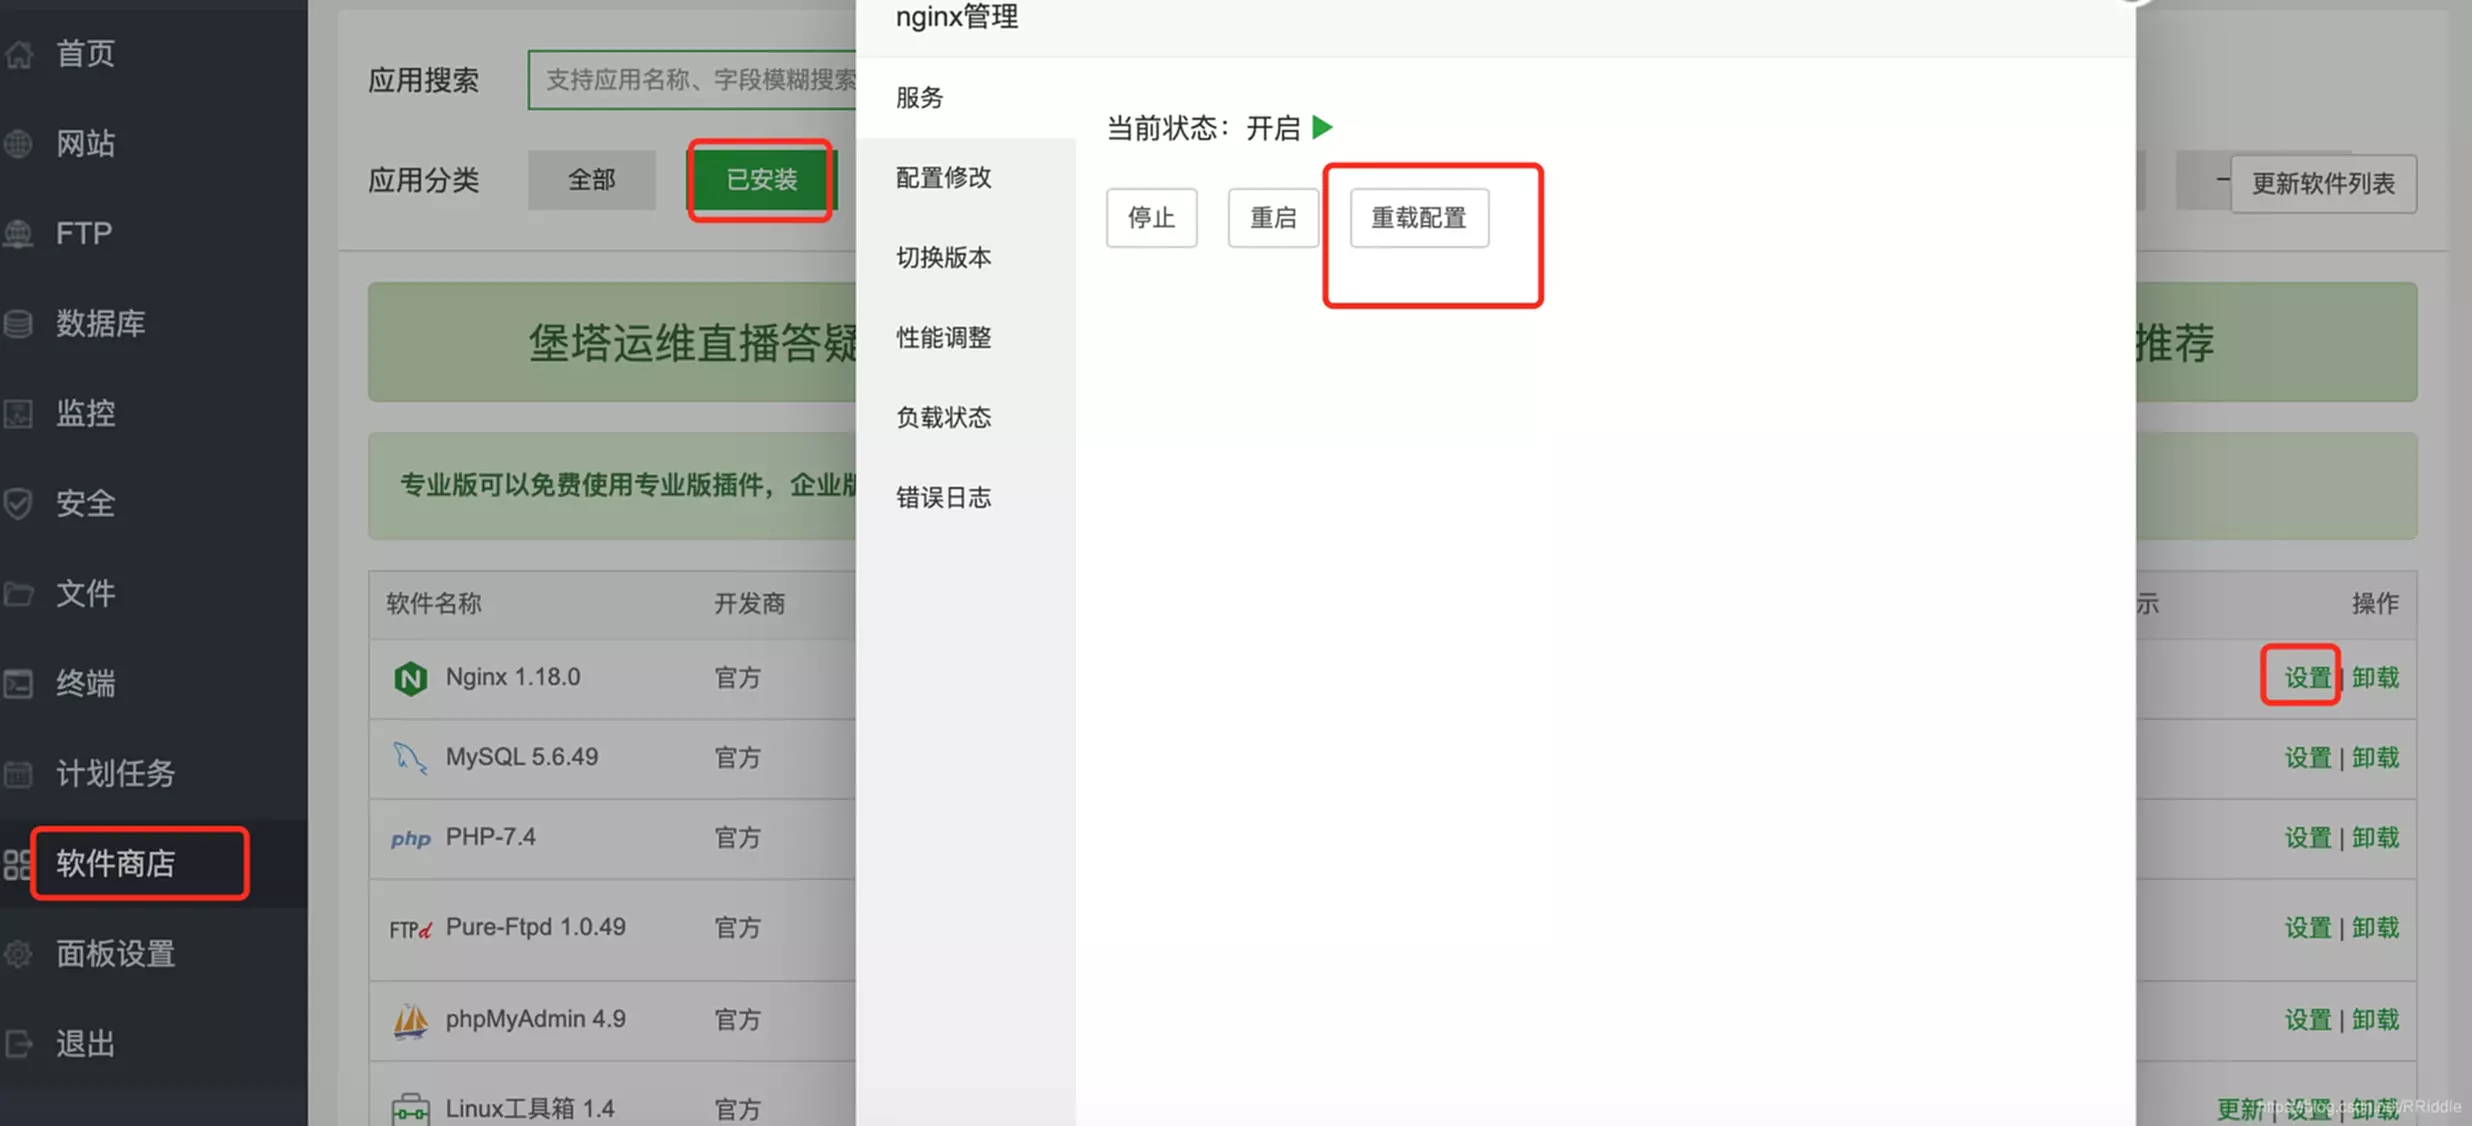 首页
网站
FTP
数据库
监控
安全
文件
终端
计划任务
软件商店
面板设置
退出
应用搜索
支持应用名称、字段模糊搜索
应用分类
全部
已安装
更新软件列表
堡塔运维直播答疑
推荐
专业版可以免费使用专业版插件，企业版
软件名称 开发商
示 操作
Nginx 1.18.0 官方
设置 | 卸载
MySQL 5.6.49 官方
设置 | 卸载
php PHP-7.4 官方
设置 | 卸载
FTPd Pure-Ftpd 1.0.49 官方
设置 | 卸载
phpMyAdmin 4.9 官方
设置 | 卸载
Linux工具箱 1.4 官方
更新 | 设置 | 卸载
nginx管理
服务
配置修改
切换版本
性能调整
负载状态
错误日志
当前状态：开启
停止
重启
重载配置
https://blog.csdn.net/RRiddle